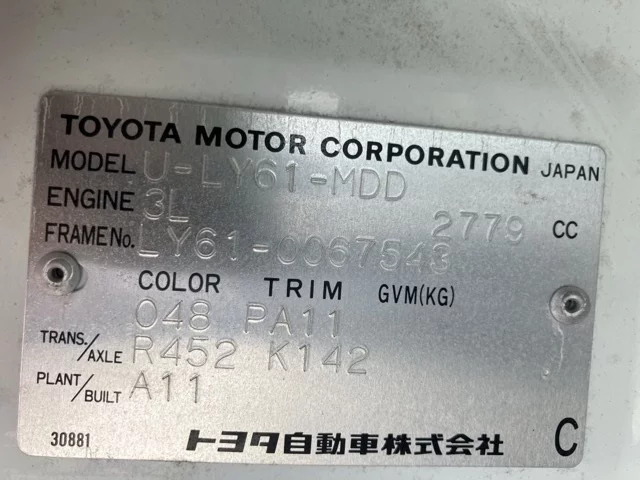 TOYOTA MOTOR CORPORATION JAPAN
MODEL U-LY61-MDD
ENGINE 3L 2779 CC
FRAME No. LY61-0067543
COLOR TRIM GVM(KG)
048 PA11
TRANS./AXLE R452 K142
PLANT/BUILT A11
30881 トヨタ自動車株式会社 C